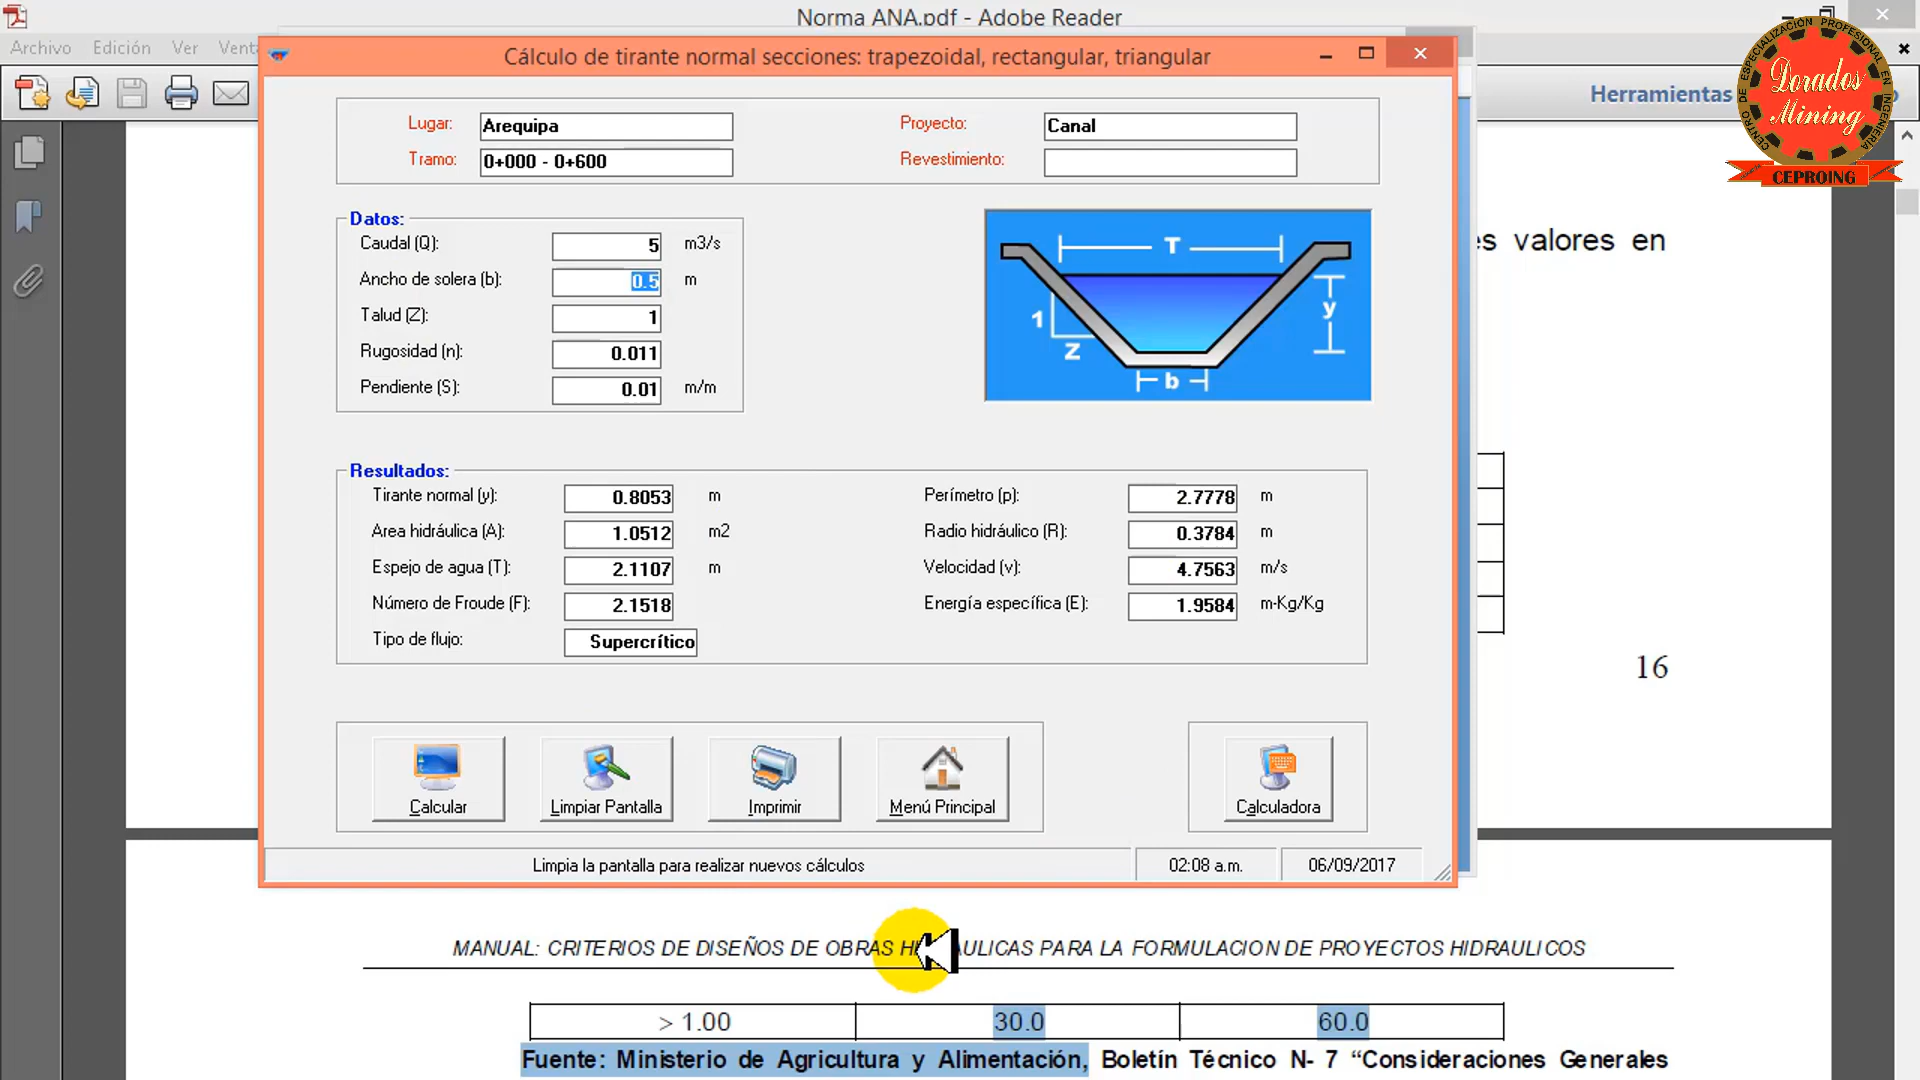 Norma ANA.pdf - Adobe Reader
Archivo Edición Ver
Cálculo de tirante normal secciones: trapezoidal, rectangular, triangular
Herramientas
CENTRO DE ESPECIALIZACIÓN PROFESIONAL EN INGENIERÍA
Dorados
Mining
CEPROING
Lugar: Arequipa Proyecto: Canal
Tramo: 0+000 - 0+600 Revestimiento:
Datos:
Caudal (Q): 5 m3/s
Ancho de solera (b): 0.5 m
Talud (Z): 1
Rugosidad (n): 0.011
Pendiente (S): 0.01 m/m
T
y
1
Z
b
valores en
Resultados:
Tirante normal (y): 0.8053 m Perímetro (p): 2.7778 m
Area hidráulica (A): 1.0512 m2 Radio hidráulico (R): 0.3784 m
Espejo de agua (T): 2.1107 m Velocidad (v): 4.7563 m/s
Número de Froude (F): 2.1518 Energía específica (E): 1.9584 m-Kg/Kg
Tipo de flujo: Supercrítico
16
Calcular Limpiar Pantalla Imprimir Menú Principal Calculadora
Limpia la pantalla para realizar nuevos cálculos 02:08 a.m. 06/09/2017
MANUAL: CRITERIOS DE DISEÑOS DE OBRAS PARA LA FORMULACION DE PROYECTOS HIDRAULICOS
> 1.00 30.0 60.0
Fuente: Ministerio de Agricultura y Alimentación, Boletín Técnico N- 7 “Consideraciones Generales